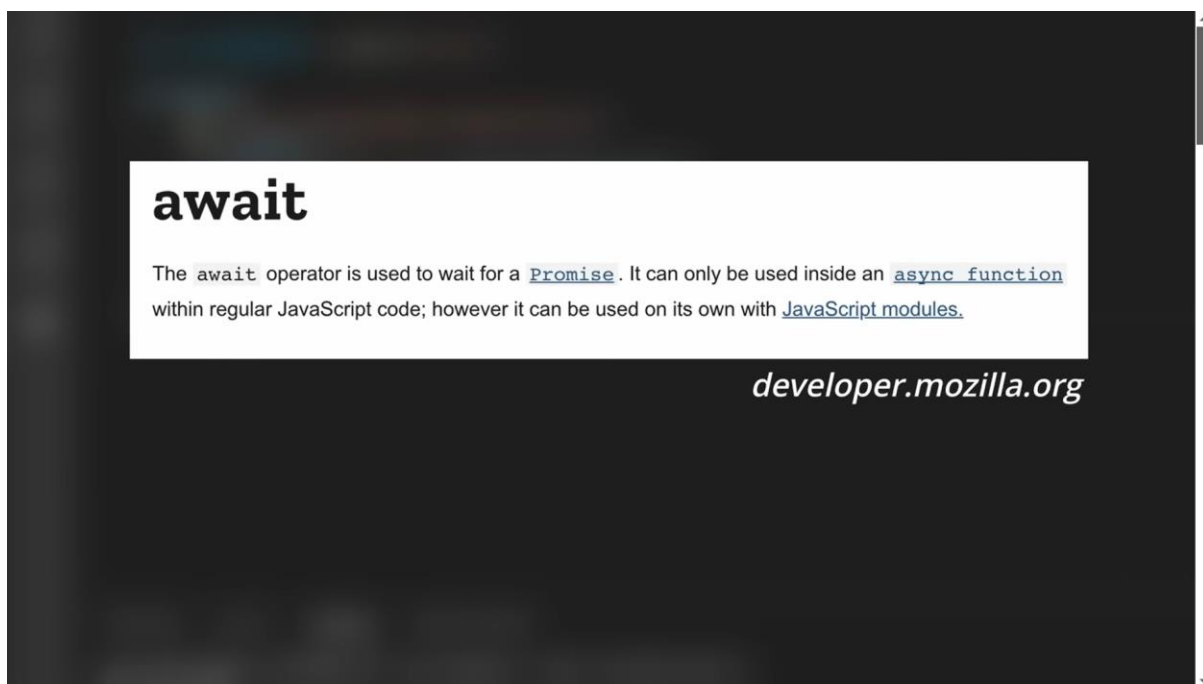 await
The await operator is used to wait for a Promise. It can only be used inside an async function
within regular JavaScript code; however it can be used on its own with JavaScript modules.
developer.mozilla.org